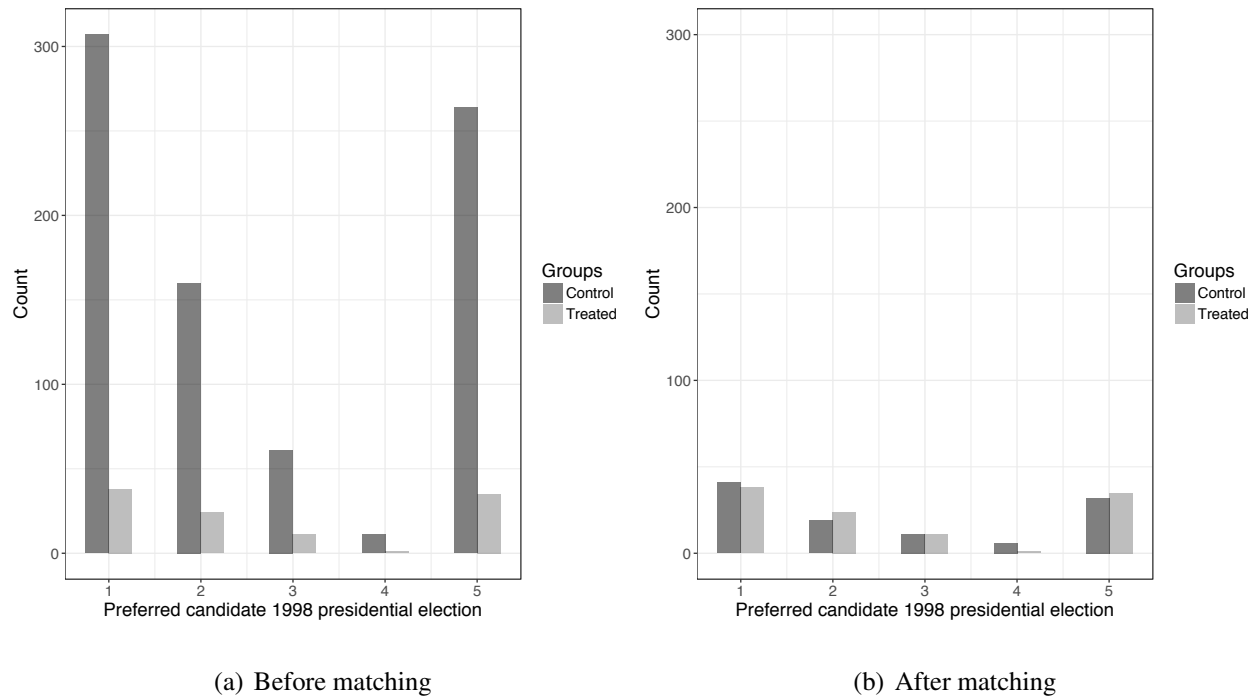 300
200
100
0
Count
1 2 3 4 5
Preferred candidate 1998 presidential election
Groups
Control
Treated
(a) Before matching
300
200
100
0
Count
1 2 3 4 5
Preferred candidate 1998 presidential election
Groups
Control
Treated
(b) After matching